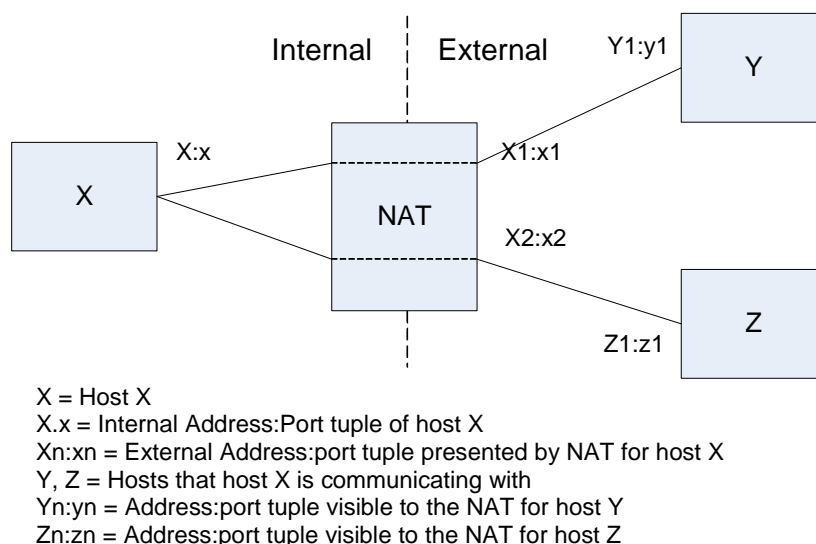 Internal External
Y1:y1
Y
X:x
X1:x1
X
NAT
X2:x2
Z
Z1:z1
X = Host X
X.x = Internal Address:Port tuple of host X
Xn:xn = External Address:port tuple presented by NAT for host X
Y, Z = Hosts that host X is communicating with
Yn:yn = Address:port tuple visible to the NAT for host Y
Zn:zn = Address:port tuple visible to the NAT for host Z